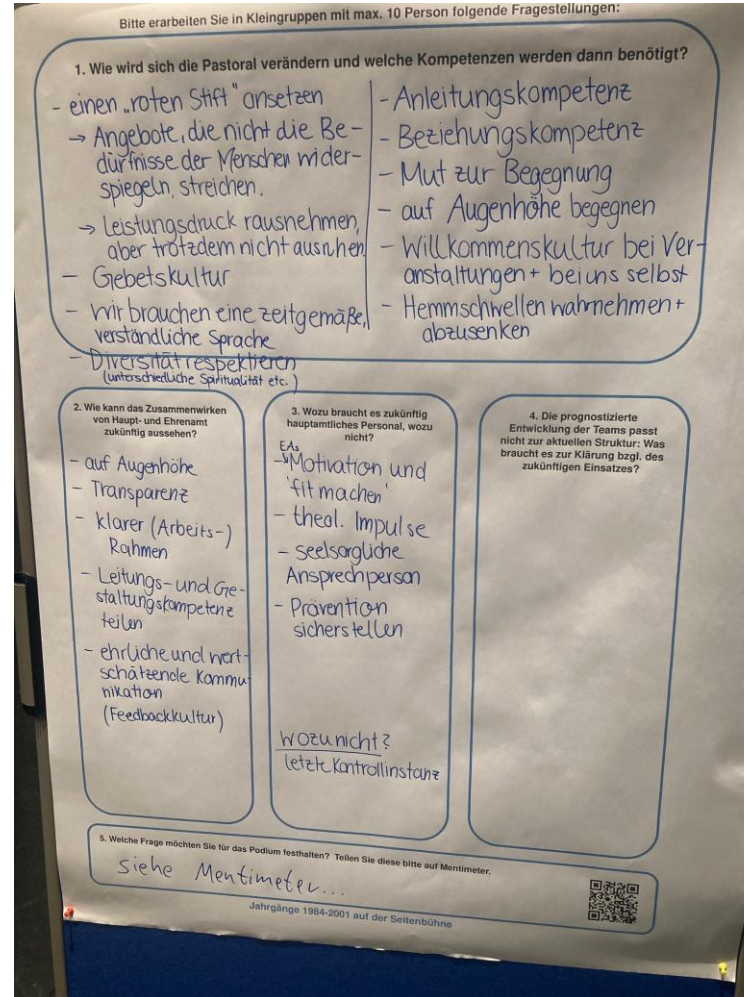 Bitte erarbeiten Sie in Kleingruppen mit max. 10 Person folgende Fragestellungen:
1. Wie wird sich die Pastoral verändern und welche Kompetenzen werden dann benötigt?
- einen „roten Stift" ansetzen
→ Angebote, die nicht die Be-
dürfnisse der Menschen wider-
spiegeln, streichen.
→ Leistungsdruck rausnehmen,
aber trotzdem nicht ausruhen
- Gebetskultur
- wir brauchen eine zeitgemäße,
verständliche Sprache
- Diversität respektieren
(unterschiedliche Spiritualität etc.)
- Anleitungskompetenz
- Beziehungskompetenz
- Mut zur Begegnung
- auf Augenhöhe begegnen
- Willkommenskultur bei Ver-
anstaltungen + bei uns selbst
- Hemmschwellen wahrnehmen +
abzusenken
2. Wie kann das Zusammenwirken
von Haupt- und Ehrenamt
zukünftig aussehen?
- auf Augenhöhe
- Transparenz
- klarer (Arbeits-)
Rahmen
- Leitungs- und Ge-
staltungskompetenz
teilen
- ehrliche und wert-
schätzende Kommu
nikation
(Feedbackkultur)
3. Wozu braucht es zukünftig
hauptamtliches Personal, wozu
nicht?
EAs
- Motivation und
'fit machen'
- theol. Impulse
- seelsorgliche
Ansprechperson
- Prävention
sicherstellen
Wozu nicht?
letzte Kontrollinstanz
4. Die prognostizierte
Entwicklung der Teams passt
nicht zur aktuellen Struktur: Was
braucht es zur Klärung bzgl. des
zukünftigen Einsatzes?
5. Welche Frage möchten Sie für das Podium festhalten? Teilen Sie diese bitte auf Mentimeter.
siehe Mentimeter...
Jahrgänge 1984-2001 auf der Seitenbühne